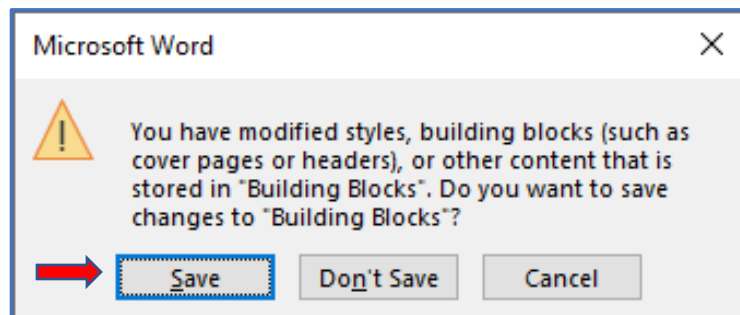 Microsoft Word
You have modified styles, building blocks (such as
cover pages or headers), or other content that is
stored in "Building Blocks". Do you want to save
changes to "Building Blocks"?
Save Don't Save Cancel